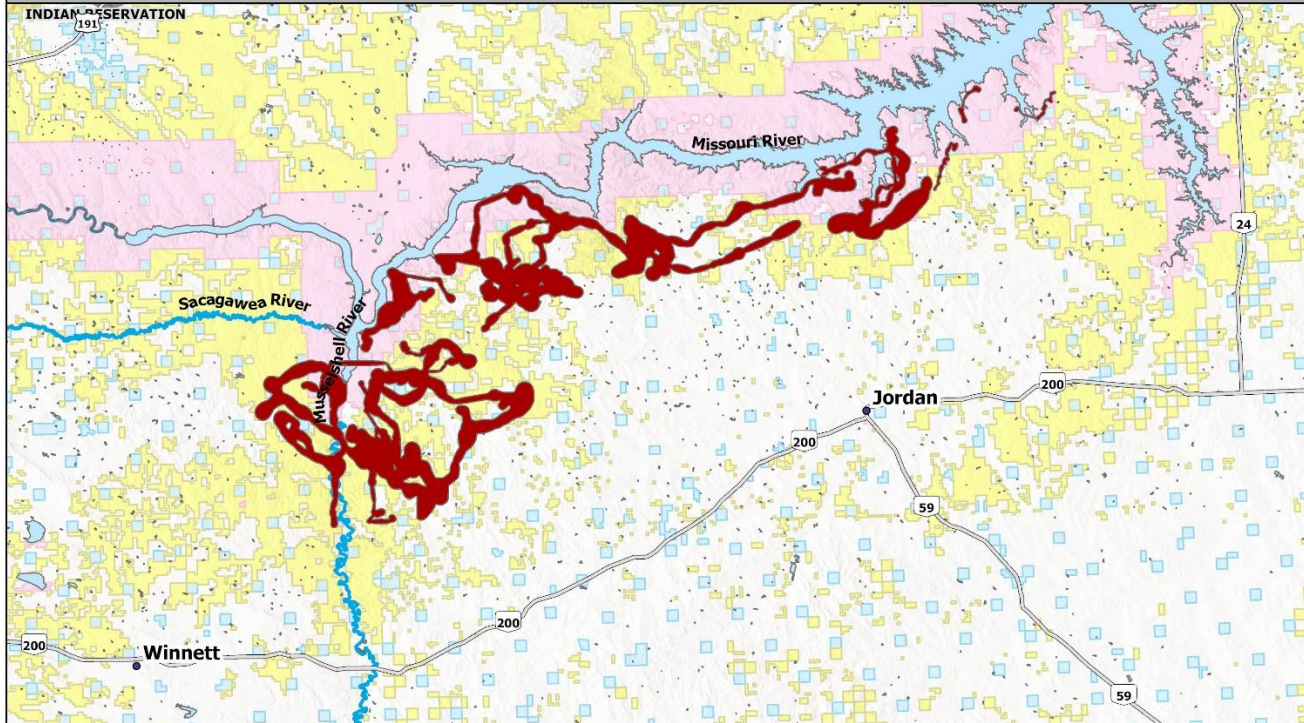 INDIAN RESERVATION
191
Missouri River
24
Sacagawea River
Musselshell River
200
Jordan
200
59
200
Winnett
200
59